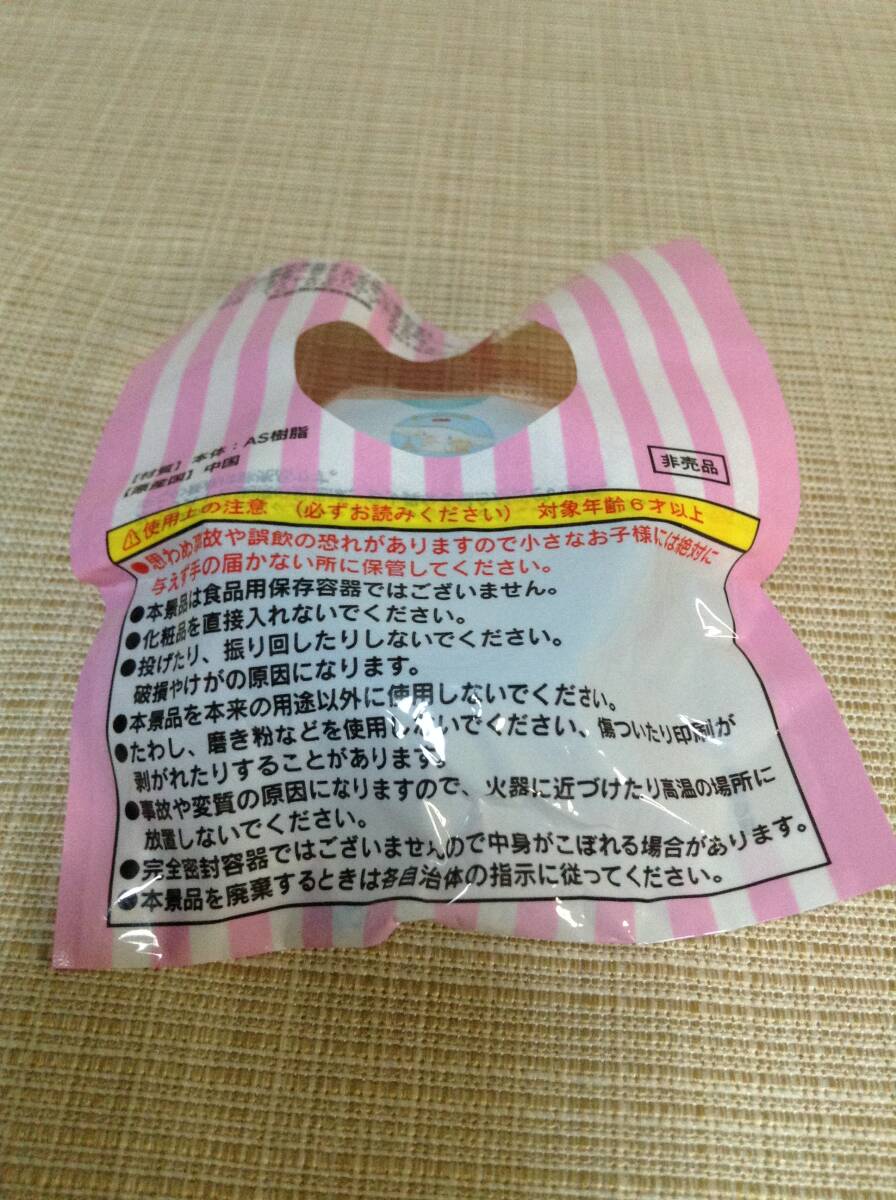 【材質】本体：AS樹脂
【原産国】中国
非売品
⚠使用上の注意 （必ずお読みください） 対象年齢6才以上
●思わぬ事故や誤飲の恐れがありますので小さなお子様には絶対に
与えず手の届かない所に保管してください。
●本景品は食品用保存容器ではございません。
●化粧品を直接入れないでください。
●投げたり、振り回したりしないでください。
破損やけがの原因になります。
●本景品を本来の用途以外に使用しないでください。
●たわし、磨き粉などを使用しないでください、傷ついたり印刷が
剥がれたりすることがあります。
●事故や変質の原因になりますので、火器に近づけたり高温の場所に
放置しないでください。
●完全密封容器ではございませんので中身がこぼれる場合があります。
●本景品を廃棄するときは各自治体の指示に従ってください。